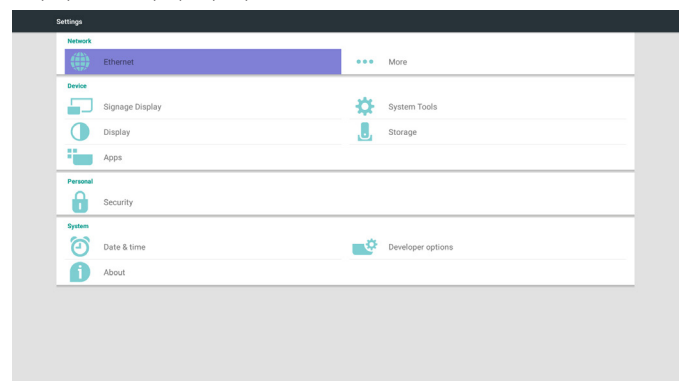 Settings
Network
Ethernet
More
Device
Signage Display
System Tools
Display
Storage
Apps
Personal
Security
System
Date & time
Developer options
About